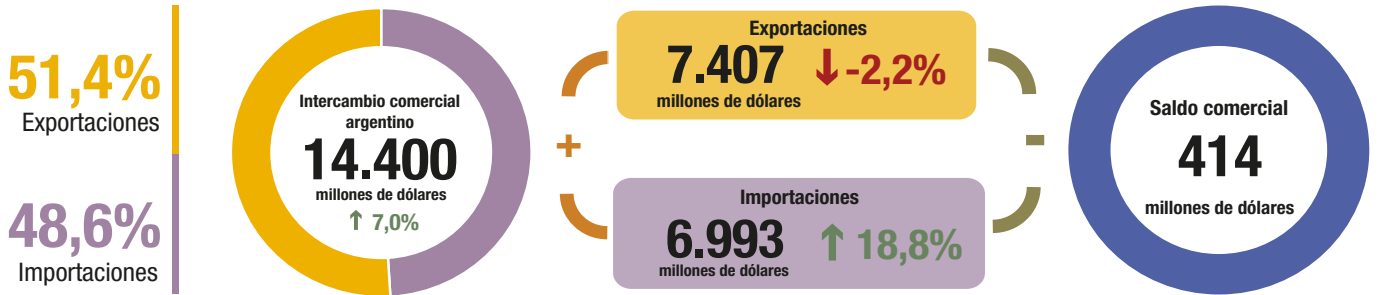 51,4%
Exportaciones
48,6%
Importaciones
Intercambio comercial
argentino
14.400
millones de dólares
↑ 7,0%
+
Exportaciones
7.407 ↓ -2,2%
millones de dólares
Importaciones
6.993 ↑ 18,8%
millones de dólares
-
Saldo comercial
414
millones de dólares